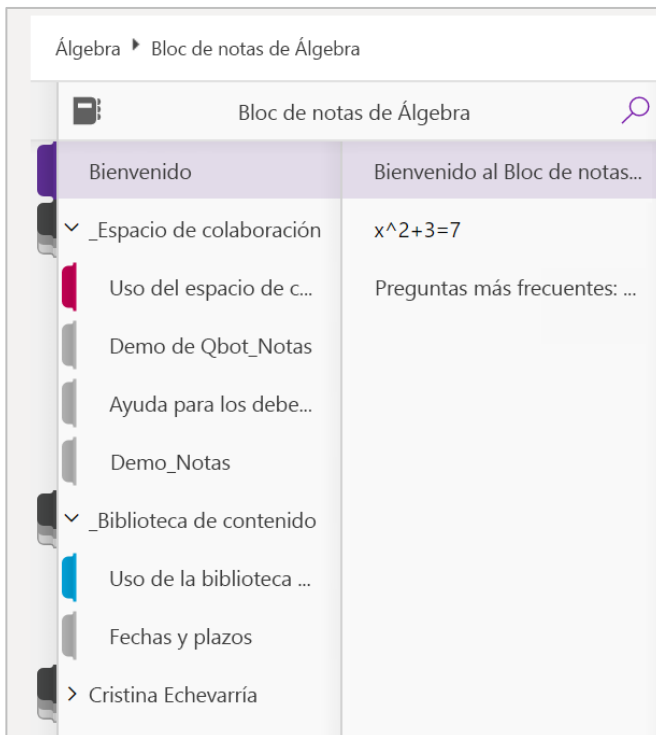 Álgebra Bloc de notas de Álgebra
Bloc de notas de Álgebra
Bienvenido
_Espacio de colaboración
Uso del espacio de c...
Demo de Qbot_Notas
Ayuda para los debe...
Demo_Notas
_Biblioteca de contenido
Uso de la biblioteca ...
Fechas y plazos
Cristina Echevarría
Bienvenido al Bloc de notas...
x^2+3=7
Preguntas más frecuentes: ...